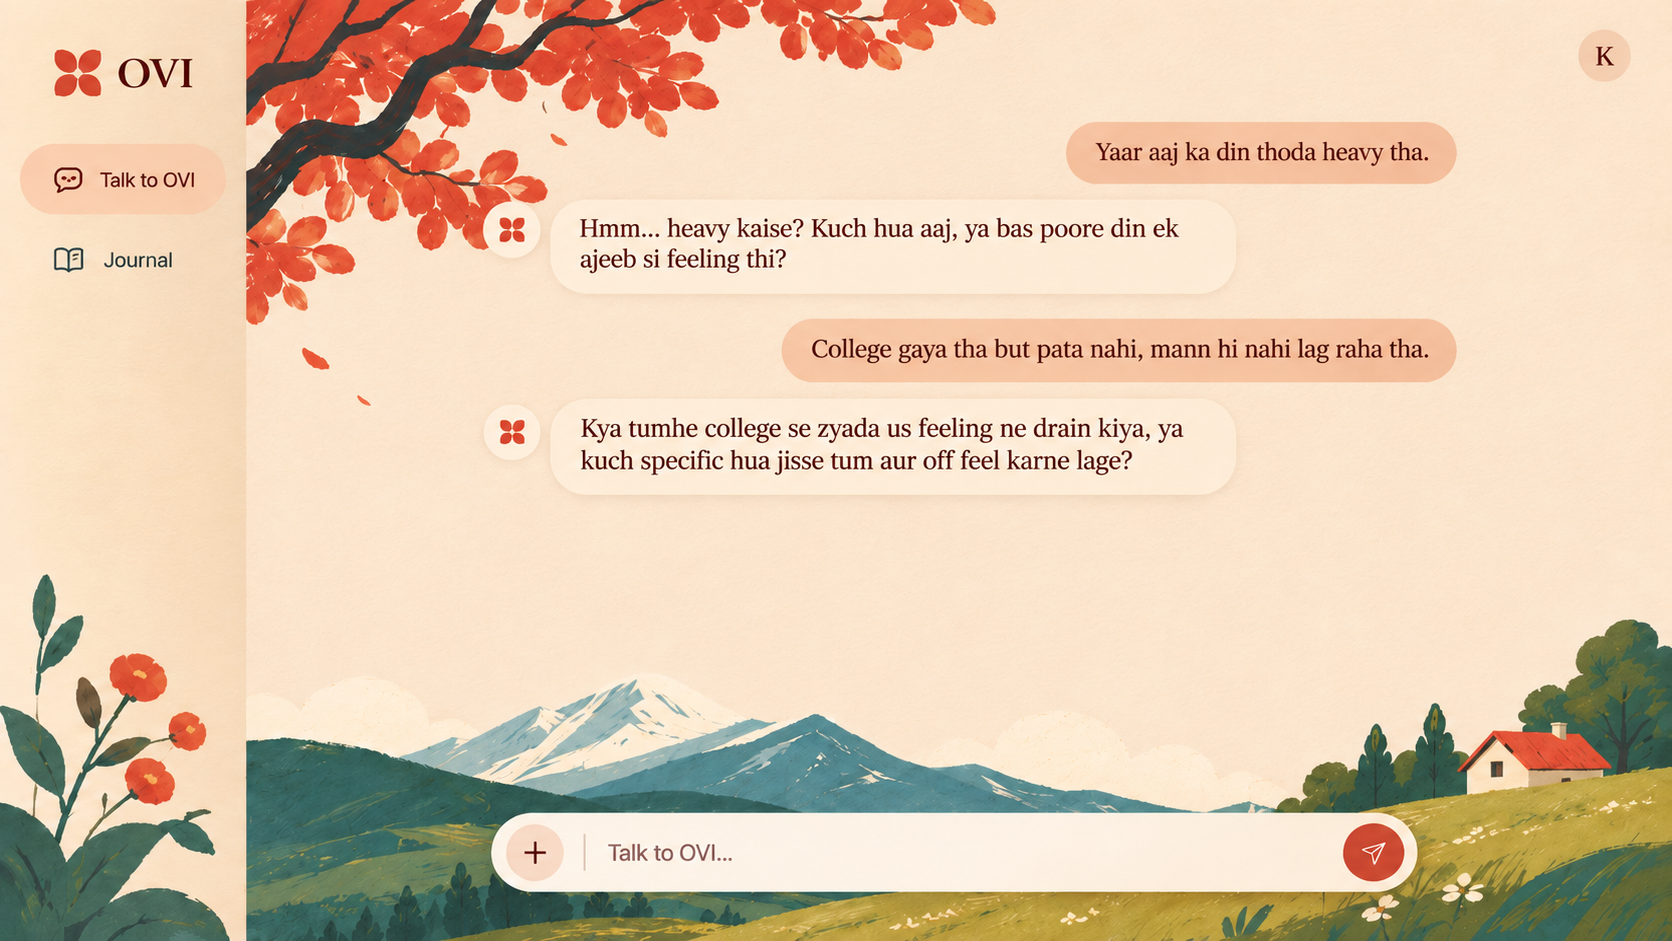 OVI
Talk to OVI
Journal
K
Yaar aaj ka din thoda heavy tha.
Hmm... heavy kaise? Kuch hua aaj, ya bas poore din ek
ajeeb si feeling thi?
College gaya tha but pata nahi, mann hi nahi lag raha tha.
Kya tumhe college se zyada us feeling ne drain kiya, ya
kuch specific hua jisse tum aur off feel karne lage?
Talk to OVI...